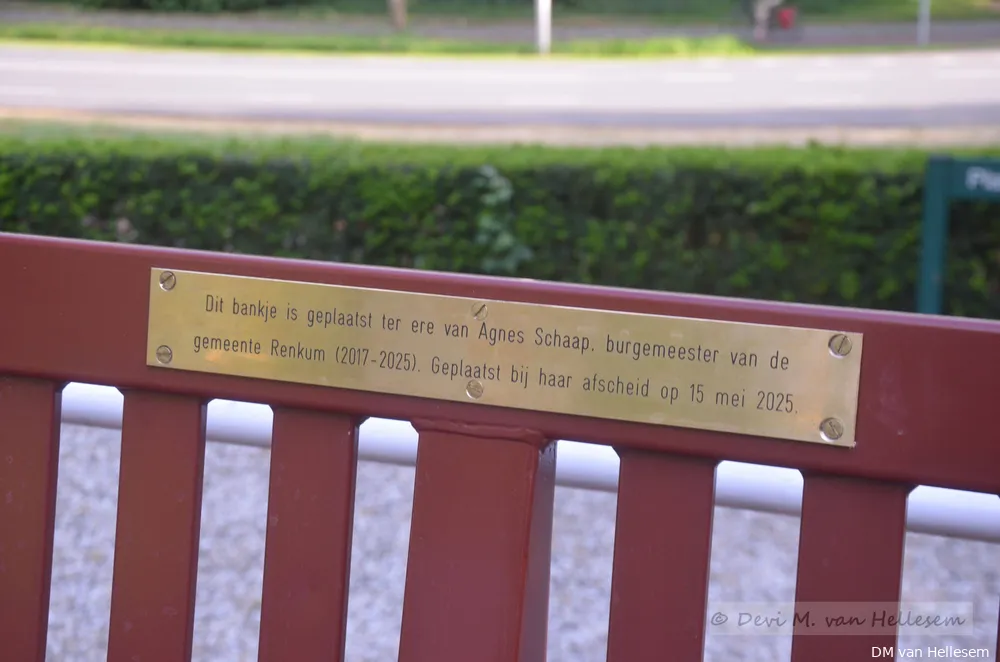 Dit bankje is geplaatst ter ere van Agnes Schaap, burgemeester van de
gemeente Renkum (2017-2025). Geplaatst bij haar afscheid op 15 mei 2025.
© Devi M. van Hellesem
DM van Hellesem